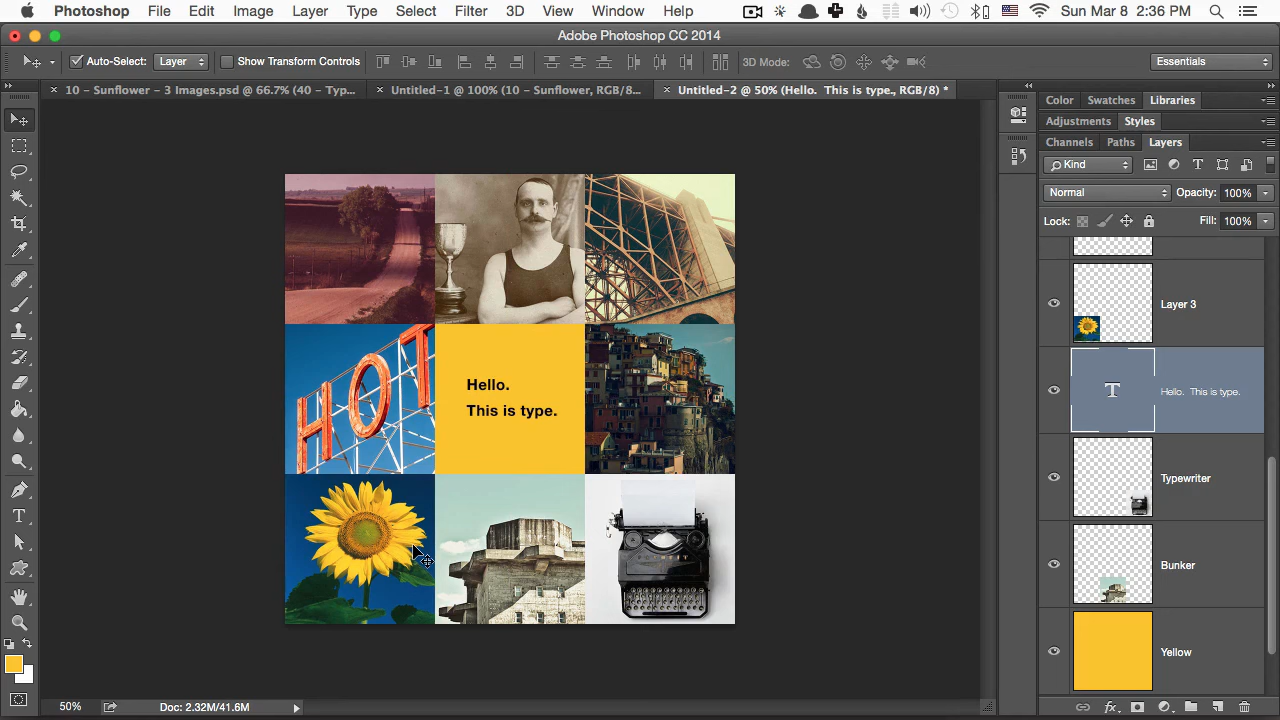 Photoshop File Edit Image Layer Type Select Filter 3D View Window Help Sun Mar 8 2:36 PM
Adobe Photoshop CC 2014
Auto-Select: Layer Show Transform Controls 3D Mode: Essentials
10 – Sunflower – 3 Images.psd @ 66.7% (40 – Typ... Untitled-1 @ 100% (10 – Sunflower, RGB/8... Untitled-2 @ 50% (Hello. This is type., RGB/8) *
Color Swatches Libraries
Adjustments Styles
Channels Paths Layers
Kind
Normal Opacity: 100%
Lock: Fill: 100%
Layer 3
HOT
Hello.
This is type.
T Hello. This is type.
Typewriter
Bunker
Yellow
50% Doc: 2.32M/41.6M